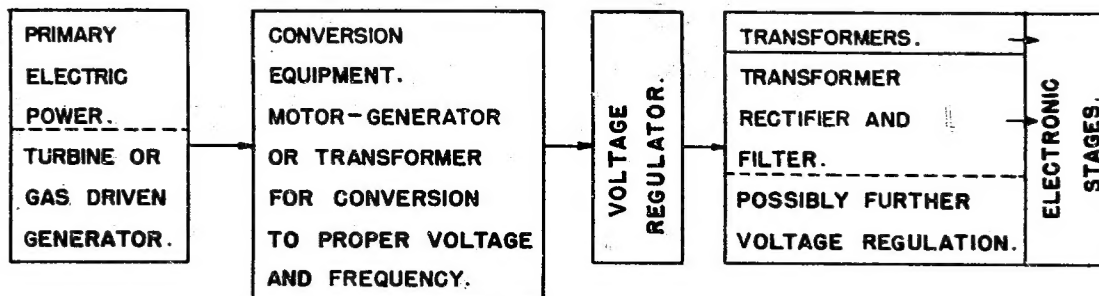 PRIMARY
ELECTRIC
POWER.
TURBINE OR
GAS DRIVEN
GENERATOR.
CONVERSION
EQUIPMENT.
MOTOR-GENERATOR
OR TRANSFORMER
FOR CONVERSION
TO PROPER VOLTAGE
AND FREQUENCY.
VOLTAGE
REGULATOR.
TRANSFORMERS.
TRANSFORMER
RECTIFIER AND
FILTER.
POSSIBLY FURTHER
VOLTAGE REGULATION.
ELECTRONIC
STAGES.